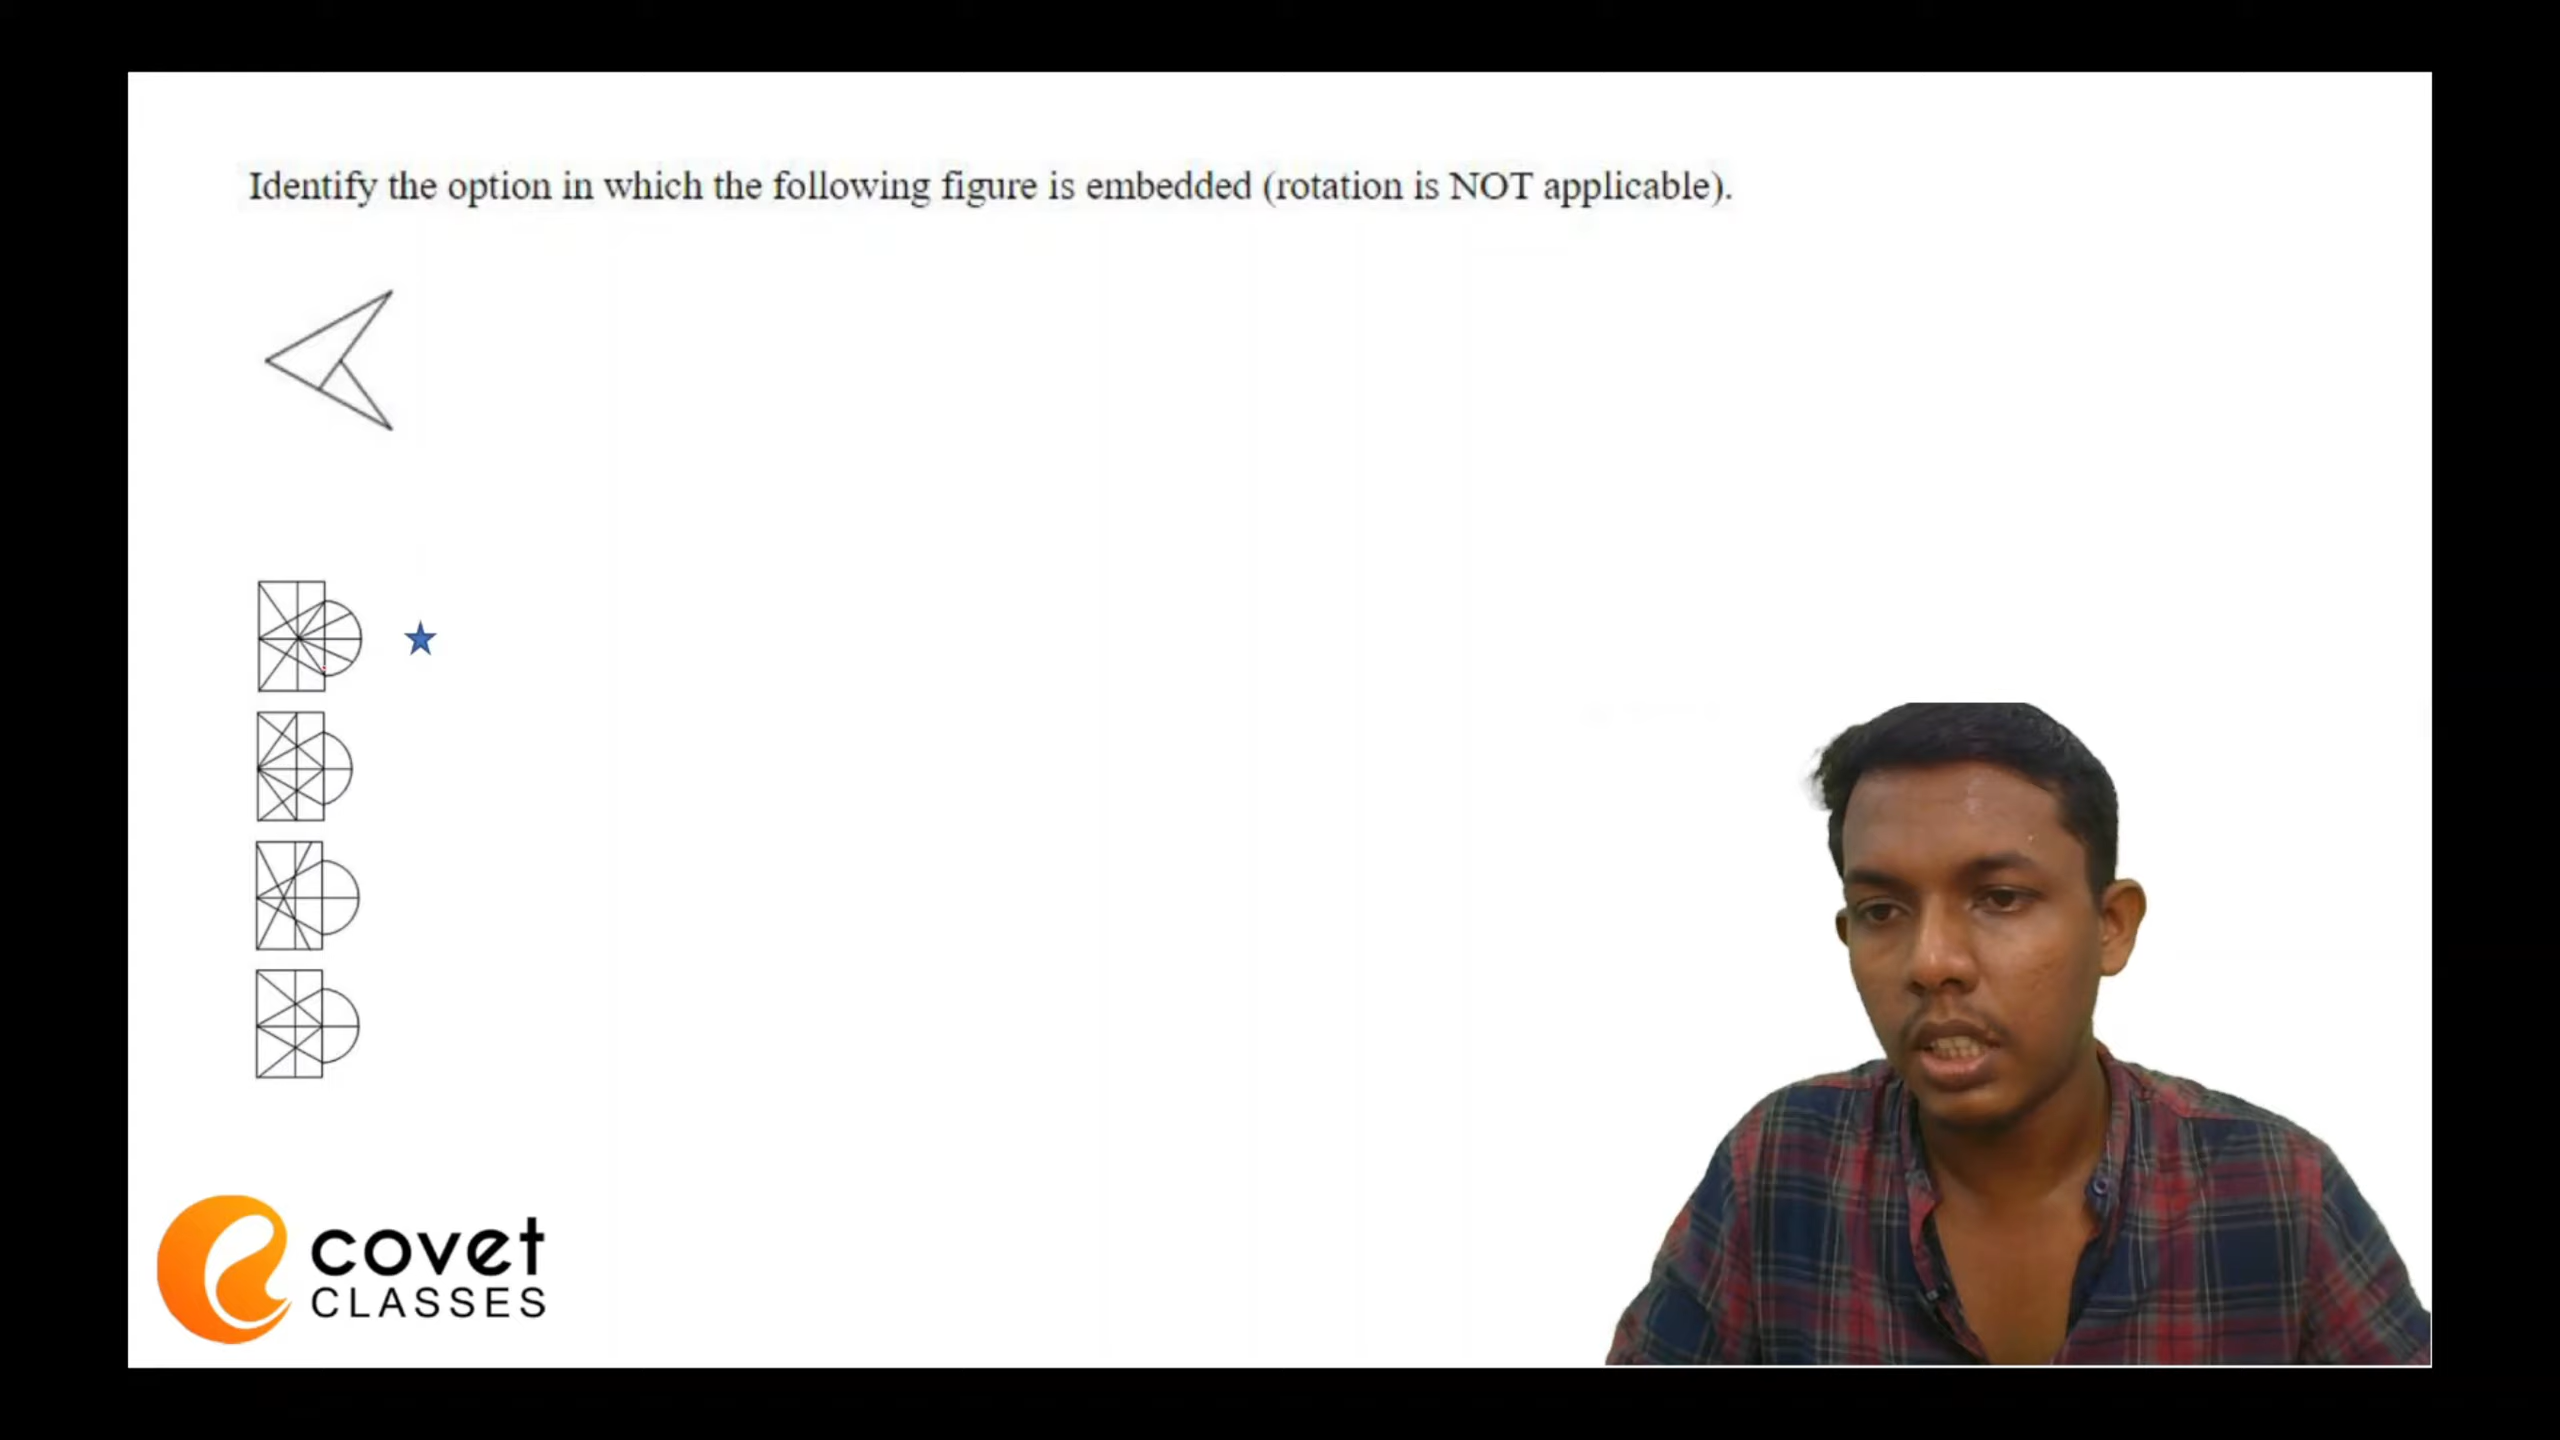 Identify the option in which the following figure is embedded (rotation is NOT applicable).
covet
CLASSES